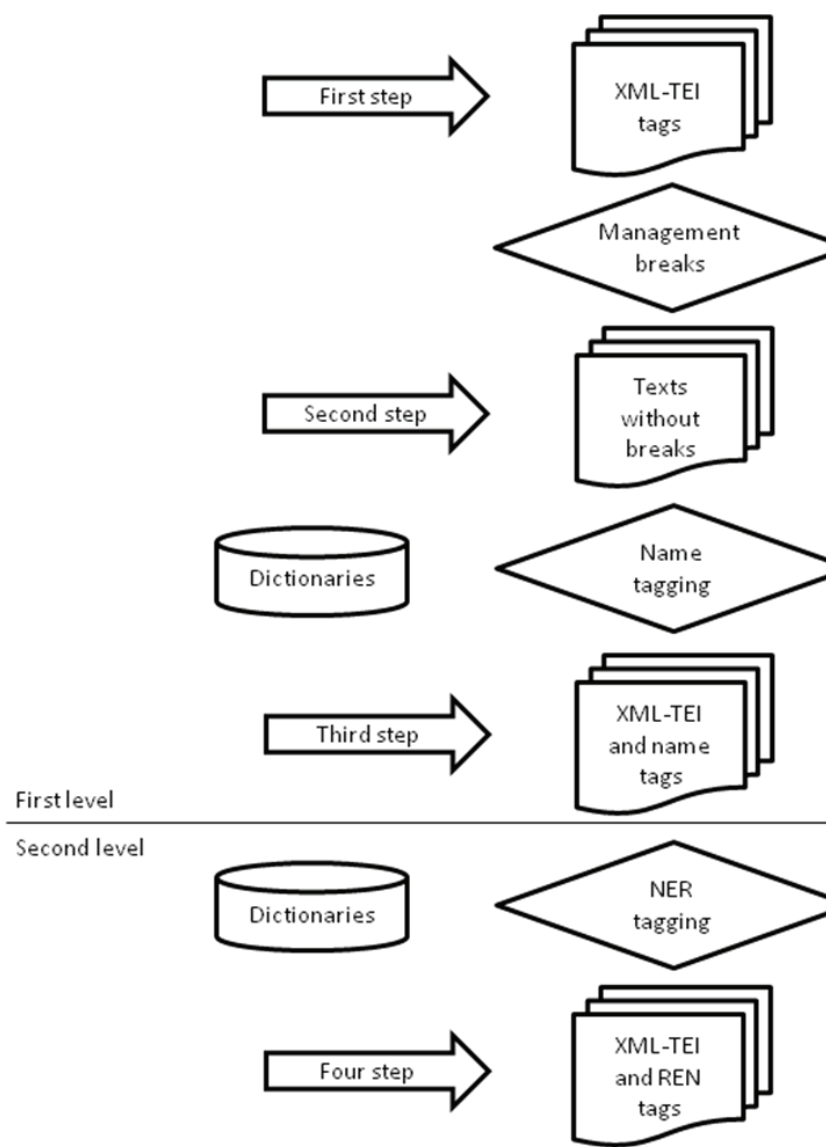 First step
XML-TEI
tags
Management
breaks
Second step
Texts
without
breaks
Dictionaries
Name
tagging
Third step
XML-TEI
and name
tags
First level
Second level
Dictionaries
NER
tagging
Four step
XML-TEI
and REN
tags